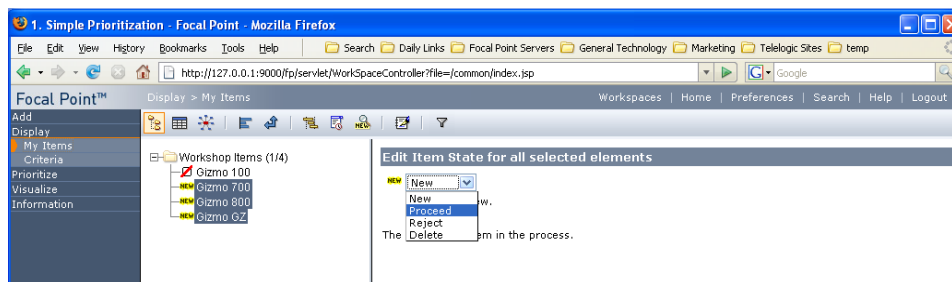 1. Simple Prioritization - Focal Point - Mozilla Firefox
File Edit View History Bookmarks Tools Help Search Daily Links Focal Point Servers General Technology Marketing Telelogic Sites temp
http://127.0.0.1:9000/fp/servlet/WorkSpaceController?file=/common/index.jsp Google
Focal Point™ Display > My Items Workspaces | Home | Preferences | Search | Help | Logout
Add
Display
My Items
Criteria
Prioritize
Visualize
Information
Workshop Items (1/4)
Gizmo 100
NEW Gizmo 700
NEW Gizmo 800
NEW Gizmo GZ
Edit Item State for all selected elements
NEW New
New
Proceed
Reject
Delete
The em in the process.